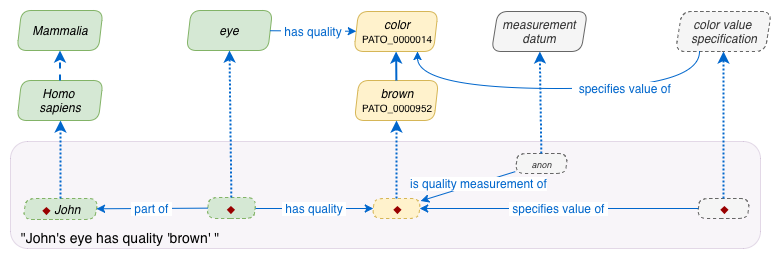 Mammalia
eye
has quality
color
PATO_0000014
measurement
datum
color value
specification
Homo
sapiens
brown
PATO_0000952
specifies value of
anon
is quality measurement of
John
part of
has quality
specifies value of
"John's eye has quality 'brown' "